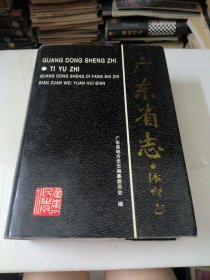 GUANG DONG SHENG ZHI
● TI YU ZHI
GUANG DONG SHENG DI FANG SHI ZHI
BIAN ZUAN WEI YUAN HUI BIAN
广东省志·体育志
广东省地方史志编纂委员会 编